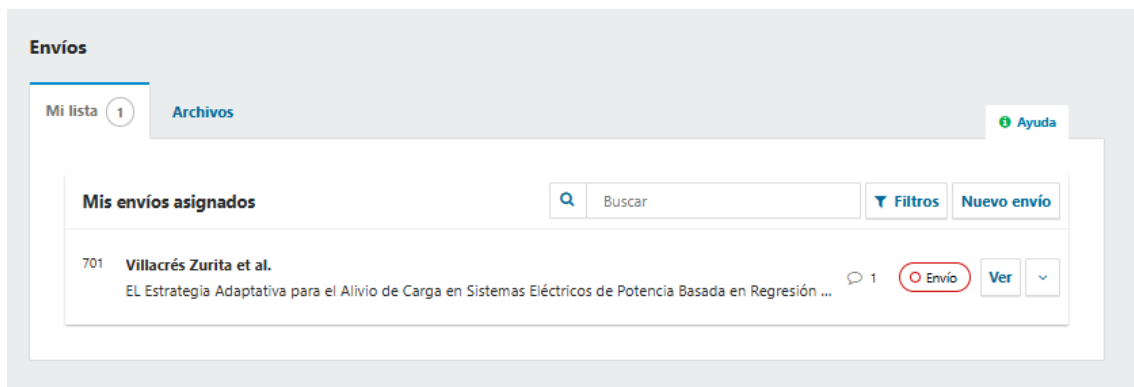 Envíos
Mi lista 1 Archivos
Ayuda
Mis envíos asignados Buscar Filtros Nuevo envío
701 Villacrés Zurita et al. 1 Envío Ver
EL Estrategia Adaptativa para el Alivio de Carga en Sistemas Eléctricos de Potencia Basada en Regresión ...